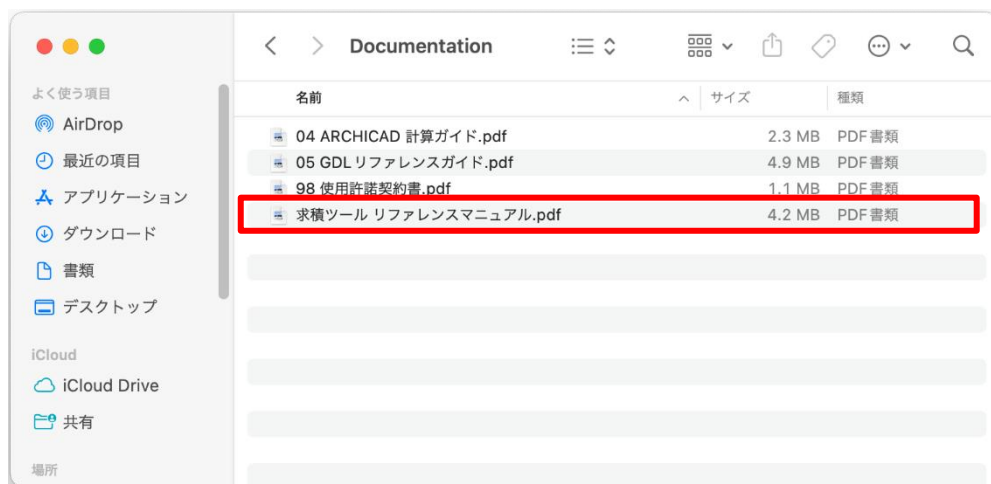 Documentation
よく使う項目
AirDrop
最近の項目
アプリケーション
ダウンロード
書類
デスクトップ
iCloud
iCloud Drive
共有
場所
名前 サイズ 種類
04 ARCHICAD 計算ガイド.pdf 2.3 MB PDF書類
05 GDLリファレンスガイド.pdf 4.9 MB PDF書類
98 使用許諾契約書.pdf 1.1 MB PDF書類
求積ツール リファレンスマニュアル.pdf 4.2 MB PDF書類